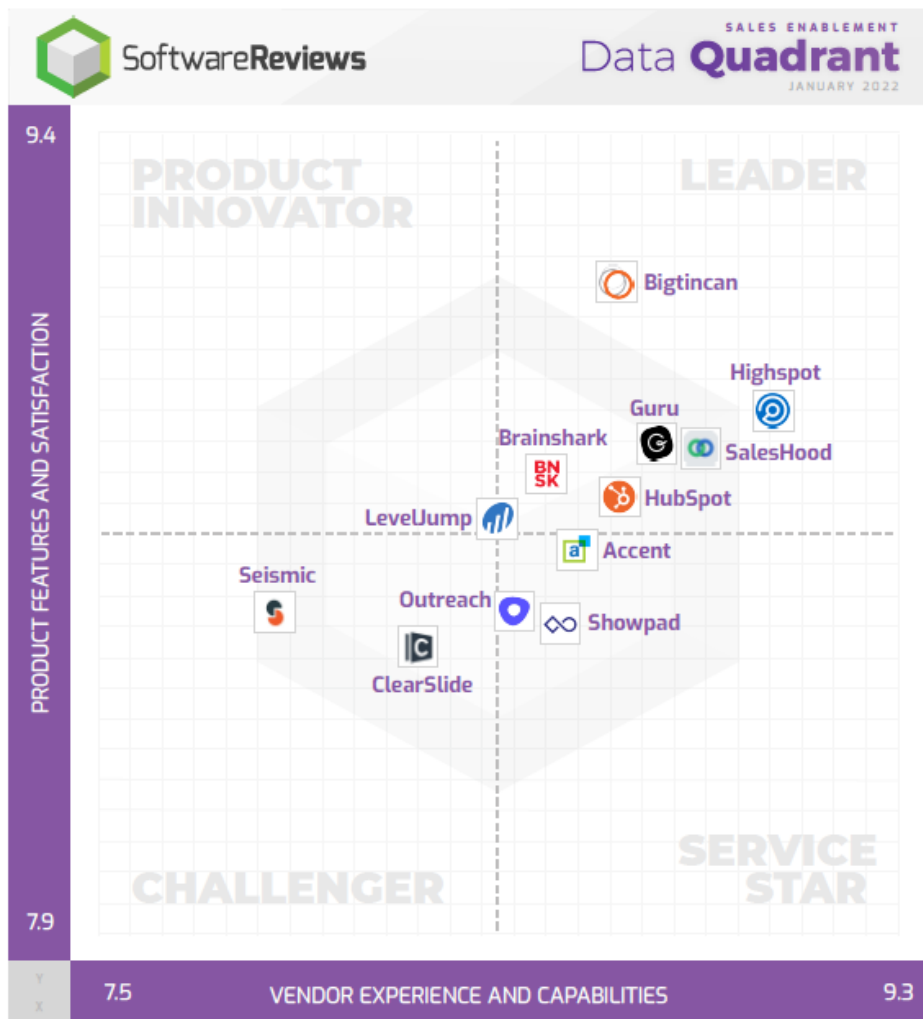 SoftwareReviews
SALES ENABLEMENT
Data Quadrant
JANUARY 2022
9.4
PRODUCT FEATURES AND SATISFACTION
7.9
PRODUCT
INNOVATOR
LEADER
Bigtincan
Highspot
Guru
G
SalesHood
Brainshark
BN
SK
HubSpot
LevelJump
a
Accent
Seismic
Outreach
Showpad
C
ClearSlide
CHALLENGER
SERVICE
STAR
Y
X
7.5
VENDOR EXPERIENCE AND CAPABILITIES
9.3